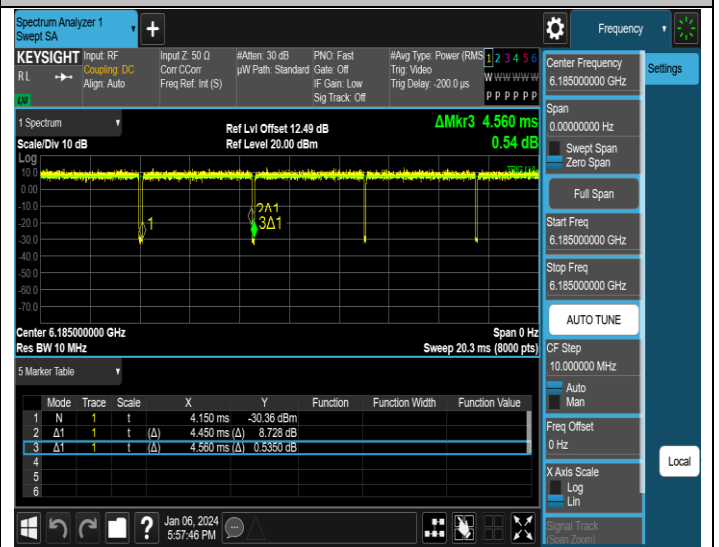 Spectrum Analyzer 1
Swept SA
Frequency
KEYSIGHT Input: RF
Coupling: DC
Align: Auto
RL
LXI
Input Z: 50 Ω
Corr CCorr
Freq Ref: Int (S)
#Atten: 30 dB
µW Path: Standard
PNO: Fast
Gate: Off
IF Gain: Low
Sig Track: Off
#Avg Type: Power (RMS
Trig: Video
Trig Delay: -200.0 µs
1 2 3 4 5 6
W W W W W W
P P P P P P
Center Frequency
6.185000000 GHz
Settings
1 Spectrum
Scale/Div 10 dB
Ref Lvl Offset 12.49 dB
Ref Level 20.00 dBm
ΔMkr3 4.560 ms
0.54 dB
Span
0.00000000 Hz
Swept Span
Zero Span
Full Span
Start Freq
6.185000000 GHz
Stop Freq
6.185000000 GHz
AUTO TUNE
CF Step
10.000000 MHz
Auto
Man
Freq Offset
0 Hz
X Axis Scale
Log
Lin
Signal Track
(Span Zoom)
Local
Log
10.0
0.00
-10.0
-20.0
-30.0
-40.0
-50.0
-60.0
-70.0
1
2Δ1
3Δ1
Center 6.185000000 GHz
Res BW 10 MHz
Span 0 Hz
Sweep 20.3 ms (8000 pts)
5 Marker Table
Mode Trace Scale X Y Function Function Width Function Value
1 N 1 t 4.150 ms -30.36 dBm
2 Δ1 1 t (Δ) 4.450 ms (Δ) 8.728 dB
3 Δ1 1 t (Δ) 4.560 ms (Δ) 0.5350 dB
4
5
6
?
Jan 06, 2024
5:57:46 PM